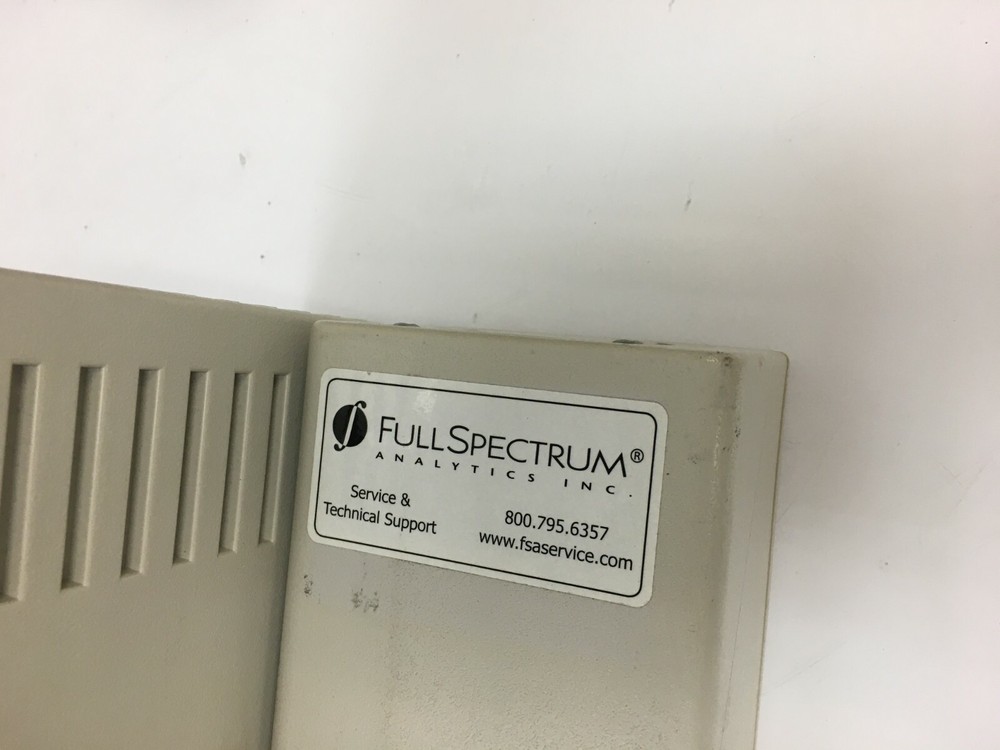 FULLSPECTRUM®
ANALYTICS INC.
Service &
Technical Support
800.795.6357
www.fsaservice.com